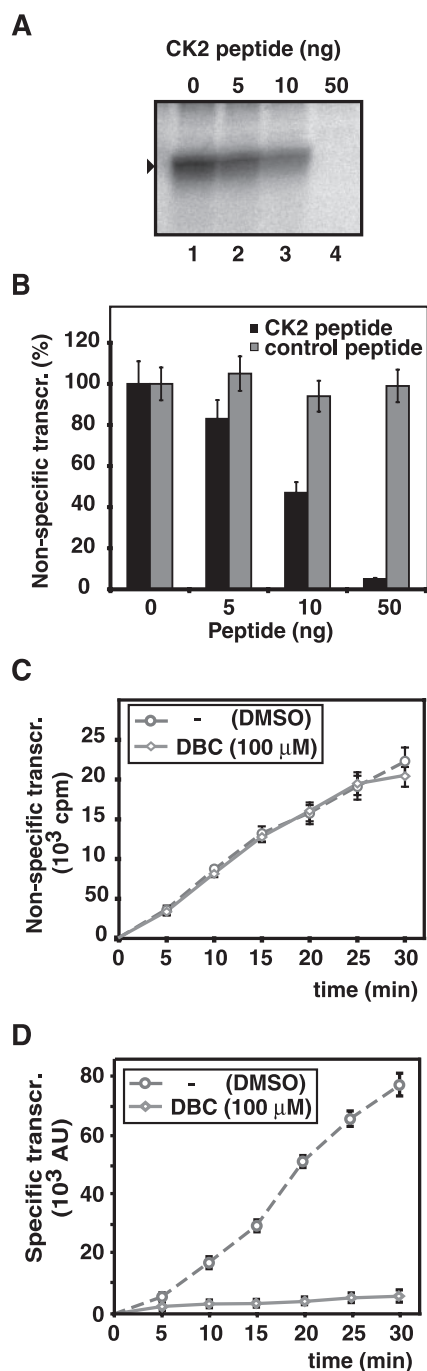 A
CK2 peptide (ng)
0 5 10 50
1 2 3 4
B
Non-specific transcr. (%)
120
100
80
60
40
20
0
CK2 peptide
control peptide
0 5 10 50
Peptide (ng)
C
Non-specific transcr.
(10³ cpm)
25
20
15
10
50
0
- (DMSO)
DBC (100 μM)
0 5 10 15 20 25 30
time (min)
D
Specific transcr.
(10³ AU)
80
60
40
20
0
- (DMSO)
DBC (100 μM)
0 5 10 15 20 25 30
time (min)